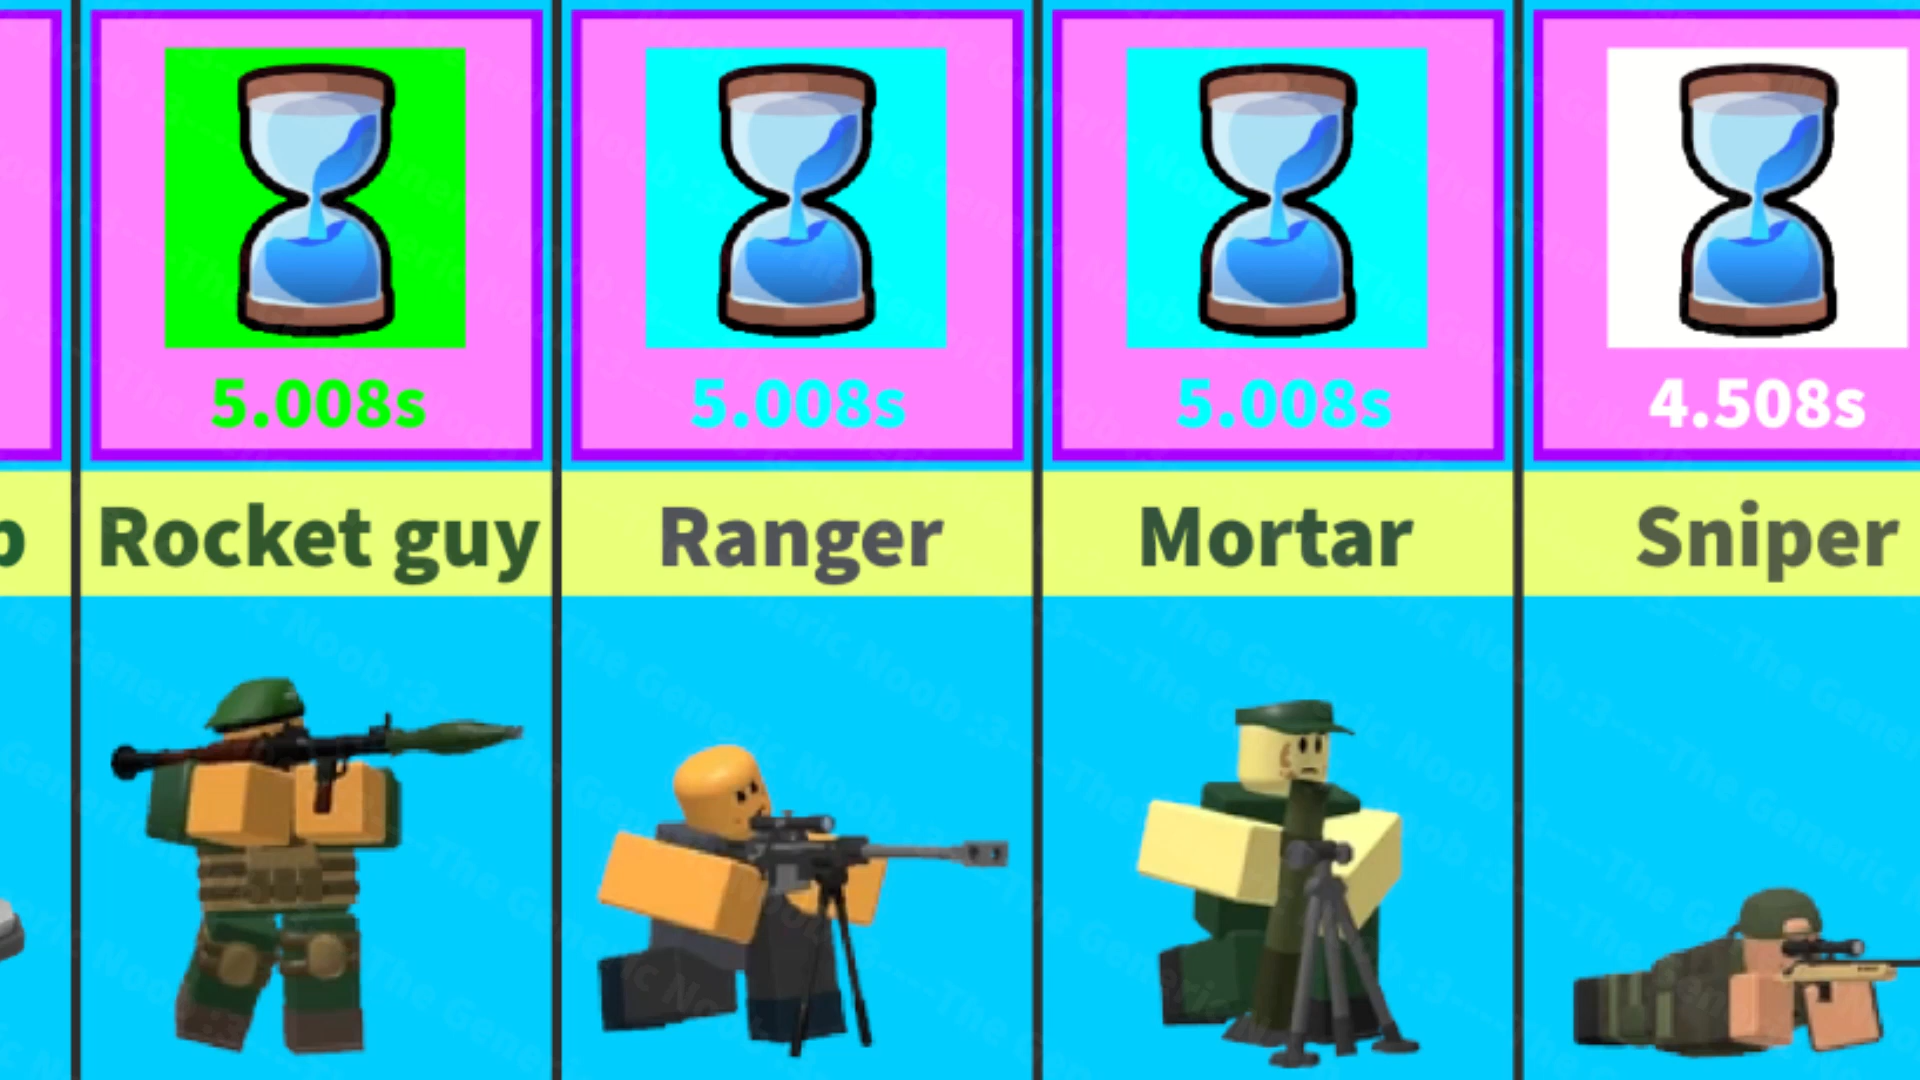 5.008s
5.008s
5.008s
4.508s
Rocket guy
Ranger
Mortar
Sniper